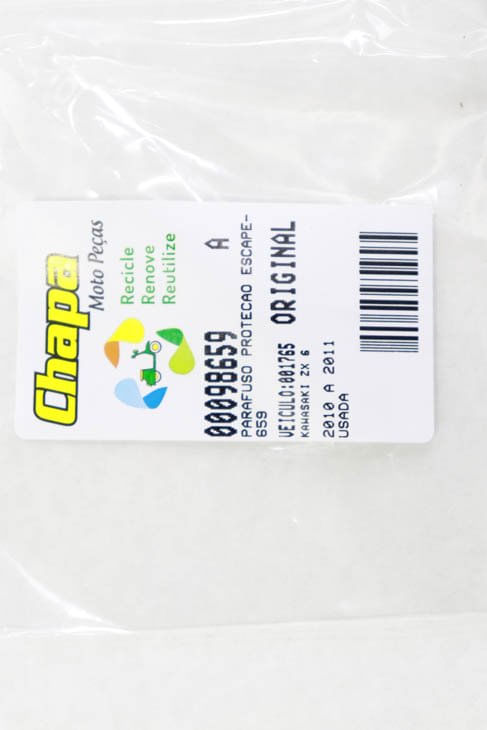 Chapa
Moto Peças
Recicle
Renove
Reutilize
00098659 A
PARAFUSO PROTECAO ESCAPE-
659
VEICULO:001765 ORIGINAL
KAWASAKI ZX 6
2010 A 2011
USADA